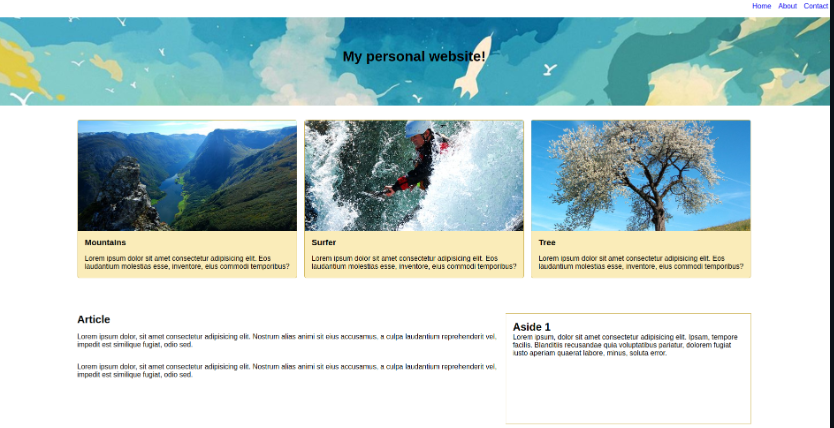 Home About Contact
My personal website!
Mountains
Lorem ipsum dolor sit amet consectetur adipisicing elit. Eos
laudantium molestias esse, inventore, eius commodi temporibus?
Surfer
Lorem ipsum dolor sit amet consectetur adipisicing elit. Eos
laudantium molestias esse, inventore, eius commodi temporibus?
Tree
Lorem ipsum dolor sit amet consectetur adipisicing elit. Eos
laudantium molestias esse, inventore, eius commodi temporibus?
Article
Lorem ipsum dolor, sit amet consectetur adipisicing elit. Nostrum alias animi sit eius accusamus, a culpa laudantium reprehenderit vel,
impedit est similique fugiat, odio sed.
Lorem ipsum dolor, sit amet consectetur adipisicing elit. Nostrum alias animi sit eius accusamus, a culpa laudantium reprehenderit vel,
impedit est similique fugiat, odio sed.
Aside 1
Lorem ipsum, dolor sit amet consectetur adipisicing elit. Ipsam, tempore
facilis. Blanditiis recusandae quia voluptatibus pariatur, dolorem fugiat
iusto aperiam quaerat labore, minus, soluta error.